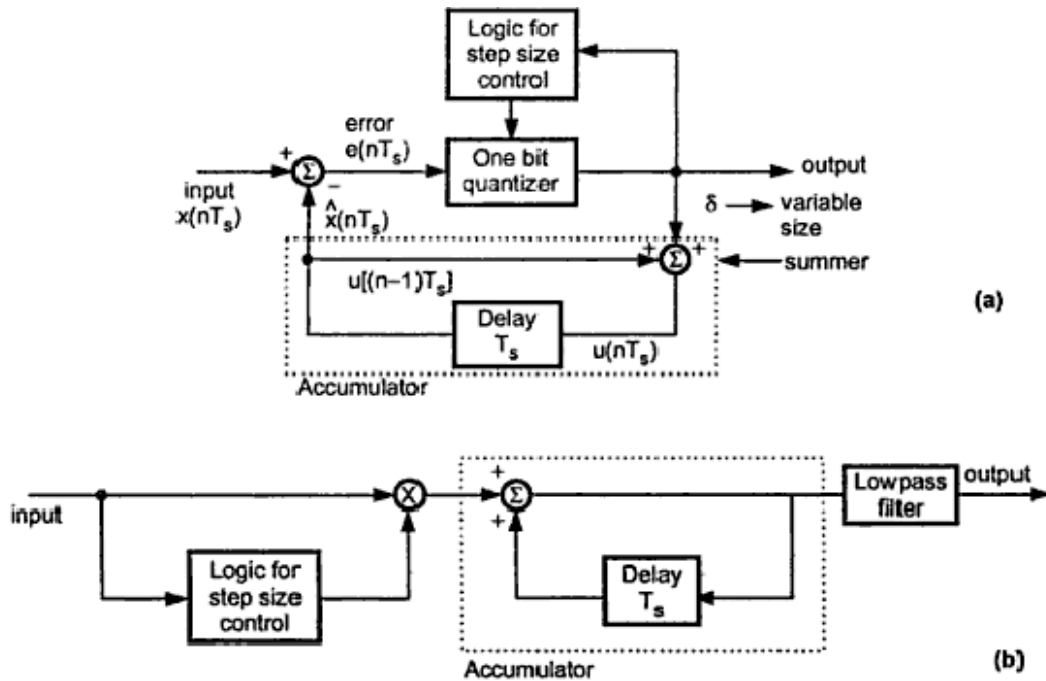 Logic for
step size
control
error
e(nTₛ)
+
Σ
−
One bit
quantizer
output
input
x(nTₛ)
x̂(nTₛ)
δ → variable
size
+
Σ
+
summer
u[(n−1)Tₛ]
(a)
Delay
Tₛ
u(nTₛ)
Accumulator
input
X
+
Σ
+
Lowpass
filter
output
Logic for
step size
control
Delay
Tₛ
Accumulator
(b)